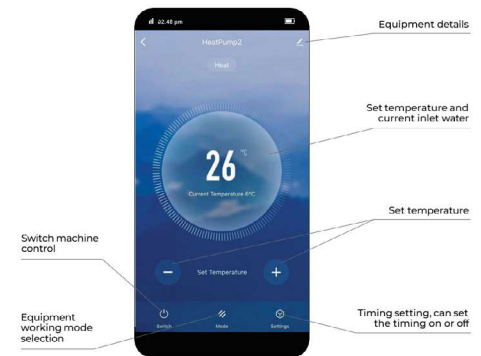 02:48 pm
HeatPump2
Heat
26 °C
Current Temperature 6°C
Set Temperature
Switch
Mode
Settings
Equipment details
Set temperature and
current inlet water
Set temperature
Switch machine
control
Equipment
working mode
selection
Timing setting, can set
the timing on or off